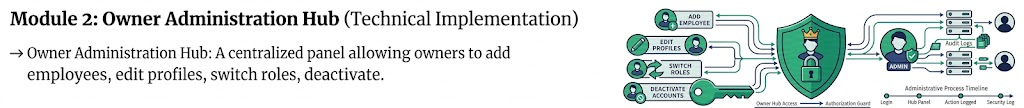 Module 2: Owner Administration Hub (Technical Implementation)
→ Owner Administration Hub: A centralized panel allowing owners to add
employees, edit profiles, switch roles, deactivate.
ADD
EMPLOYEE
EDIT
PROFILES
SWITCH
ROLES
DEACTIVATE
ACCOUNTS
ADMIN
Audit Logs
Owner Hub Access
Authorization Guard
Administrative Process Timeline
Login
Hub Panel
Action Logged
Security Log